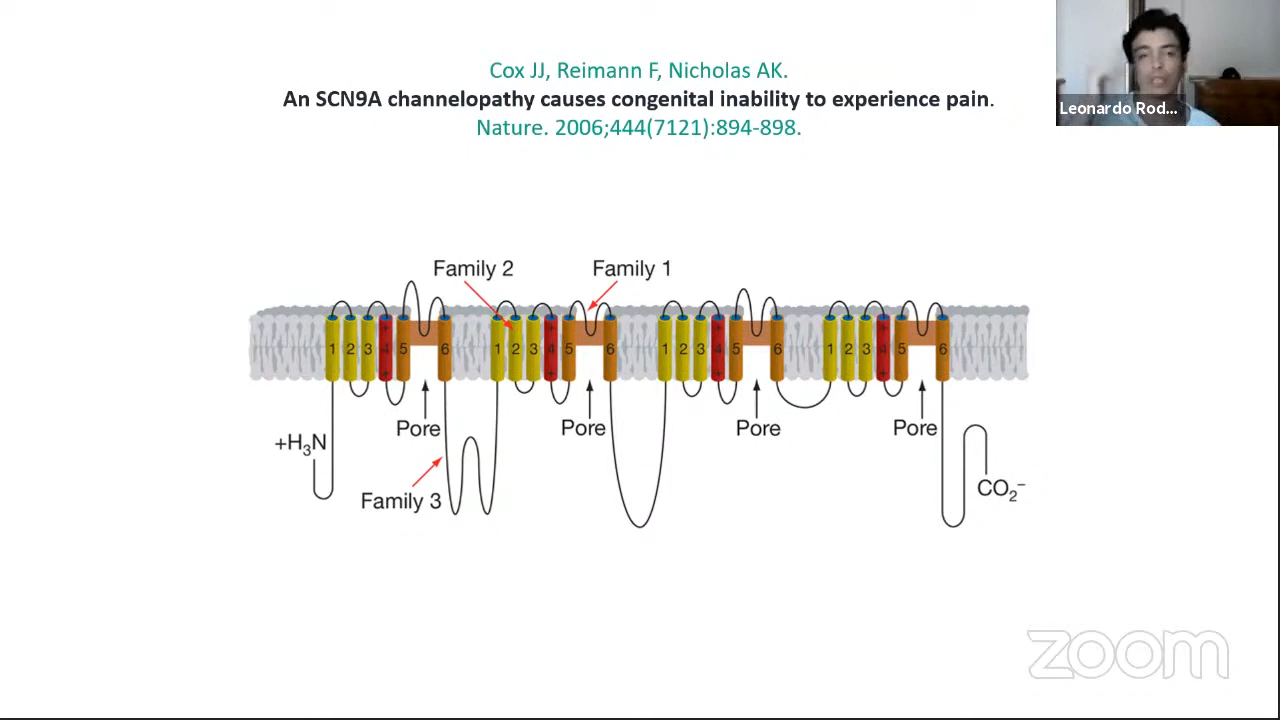 Cox JJ, Reimann F, Nicholas AK.
An SCN9A channelopathy causes congenital inability to experience pain.
Nature. 2006;444(7121):894-898.
Leonardo Rod...
Family 2
Family 1
1 2 3 4 5 6 1 2 3 4 5 6 1 2 3 4 5 6 1 2 3 4 5 6
Pore Pore Pore Pore
+H₃N
Family 3
CO₂⁻
zoom